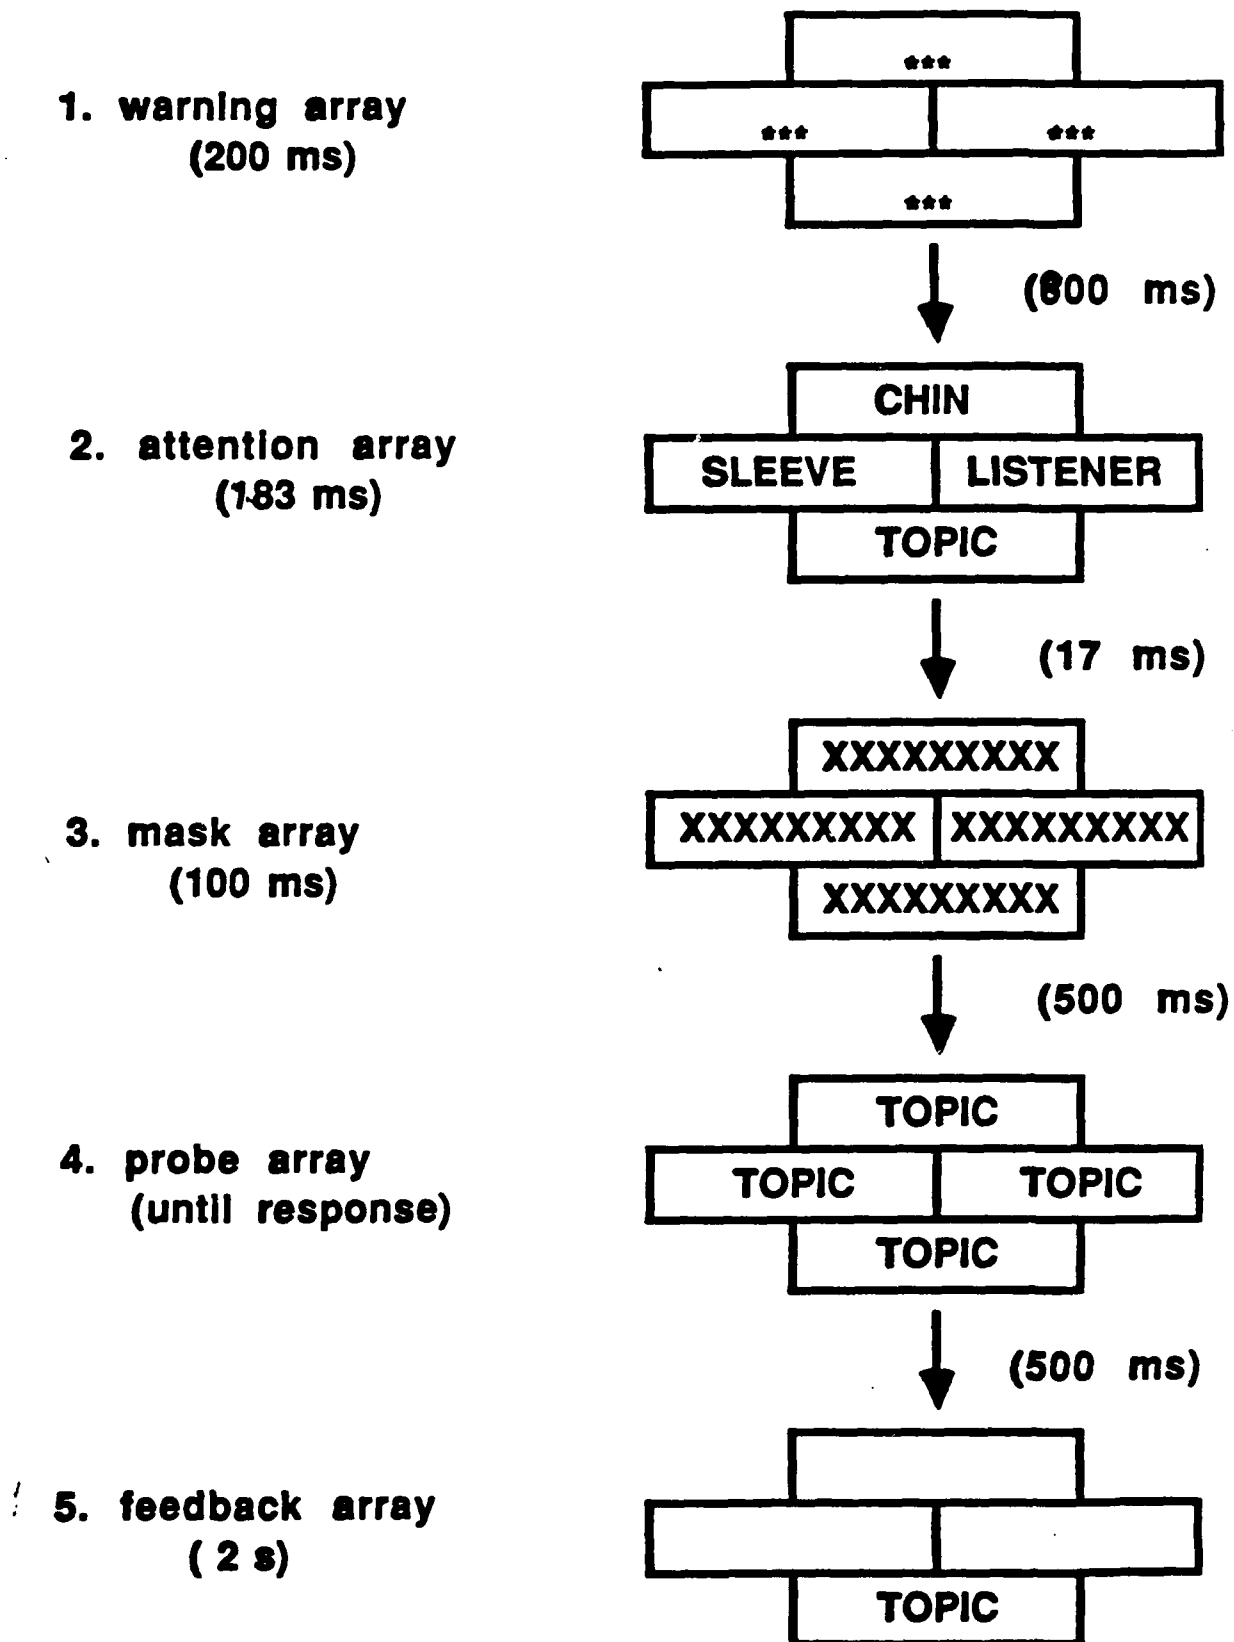 ***
1. warning array
(200 ms)
*** ***
***
ms)
CHIN
2. attention array
(183 ms)
SLEEVE LISTENER
TOPIC
(17 ms)
XXXXXXXXX
3. mask array
(100 ms)
XXXXXXXXX XXXXXXXXX
XXXXXXXXX
(500 ms)
TOPIC
4. probe array
(until response)
TOPIC TOPIC
TOPIC
(500 ms)
5. feedback array
( 2 s)
TOPIC